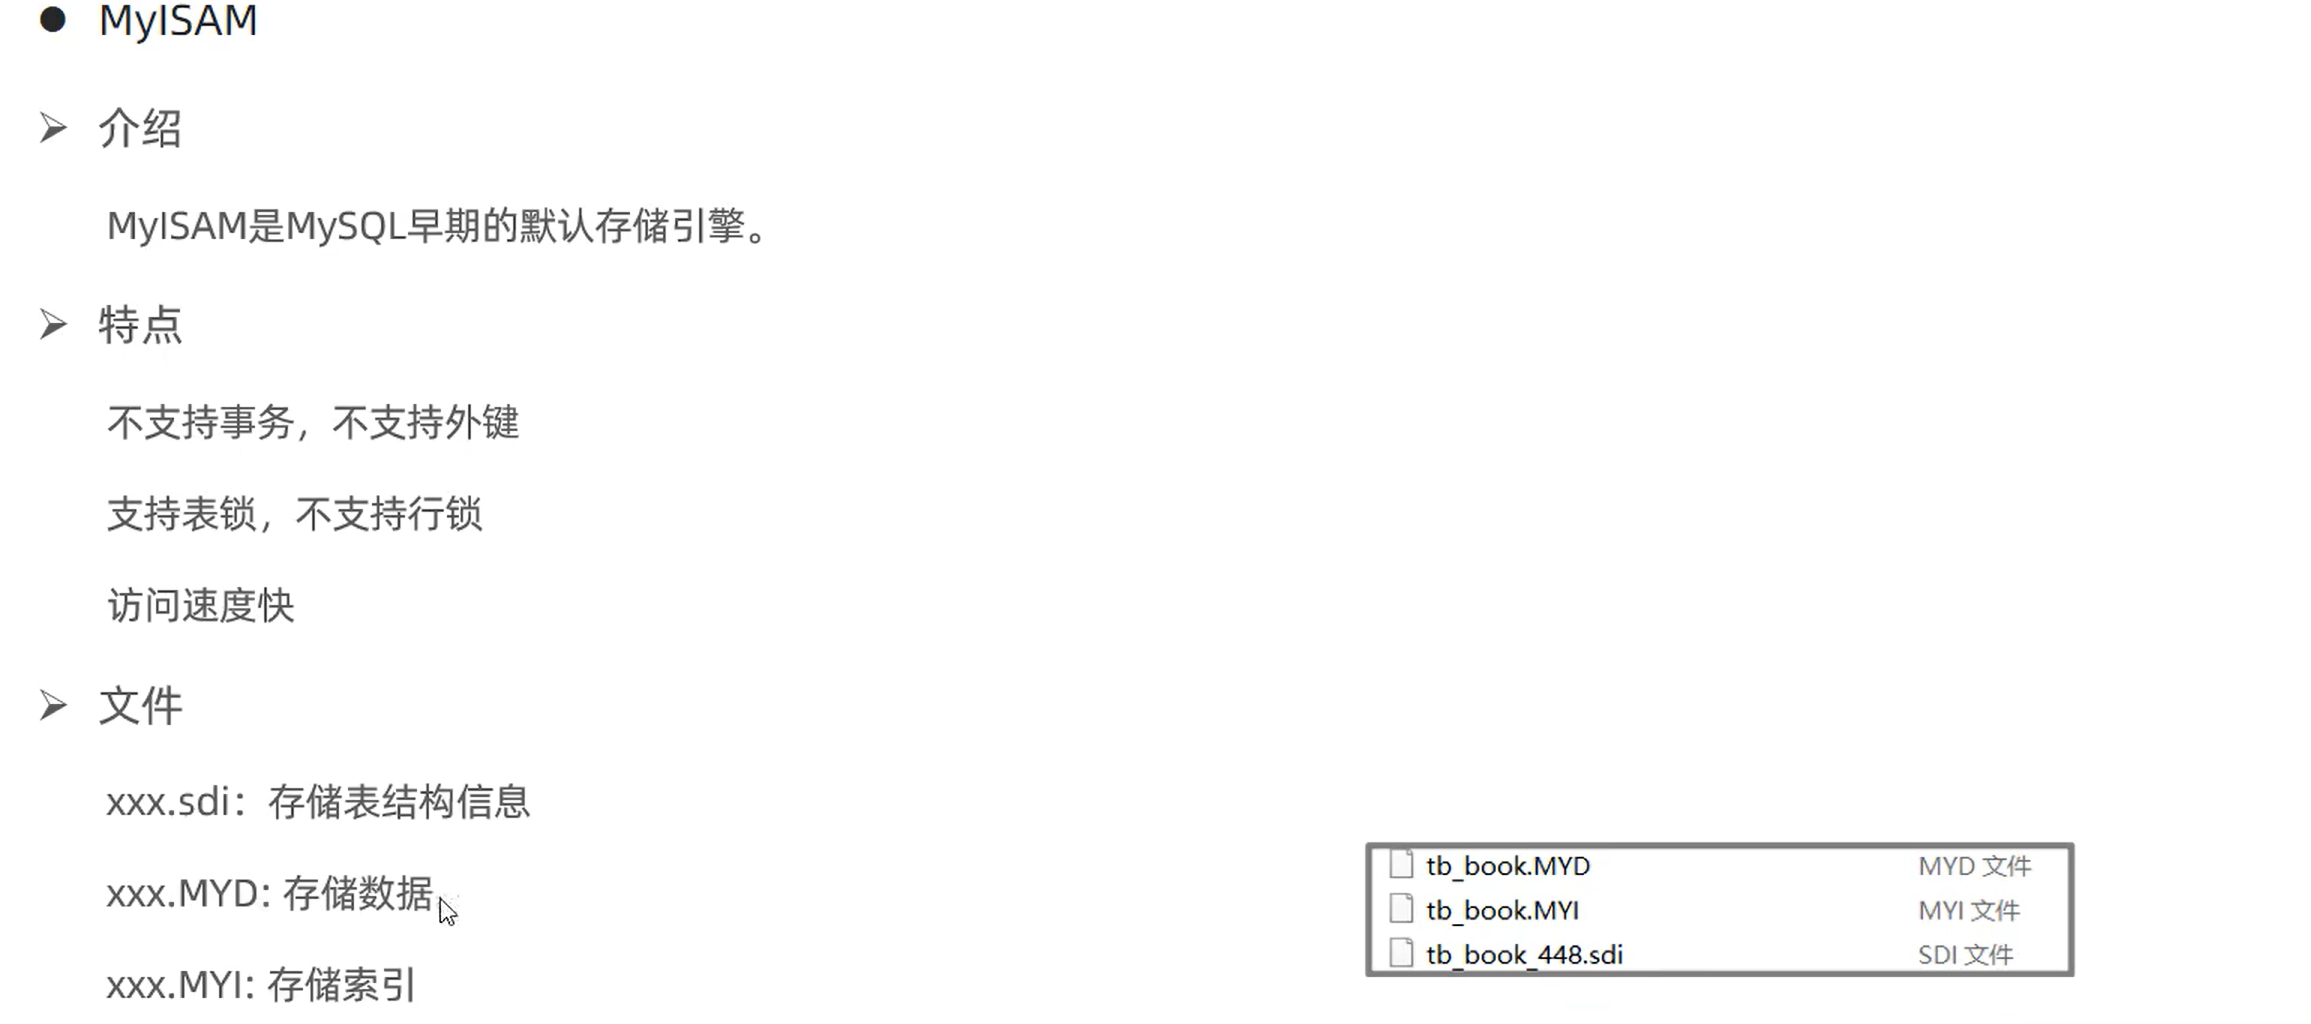 MyISAM
介绍
MyISAM是MySQL早期的默认存储引擎。
特点
不支持事务，不支持外键
支持表锁，不支持行锁
访问速度快
文件
xxx.sdi：存储表结构信息
xxx.MYD: 存储数据
xxx.MYI: 存储索引
tb_book.MYD MYD 文件
tb_book.MYI MYI 文件
tb_book_448.sdi SDI 文件